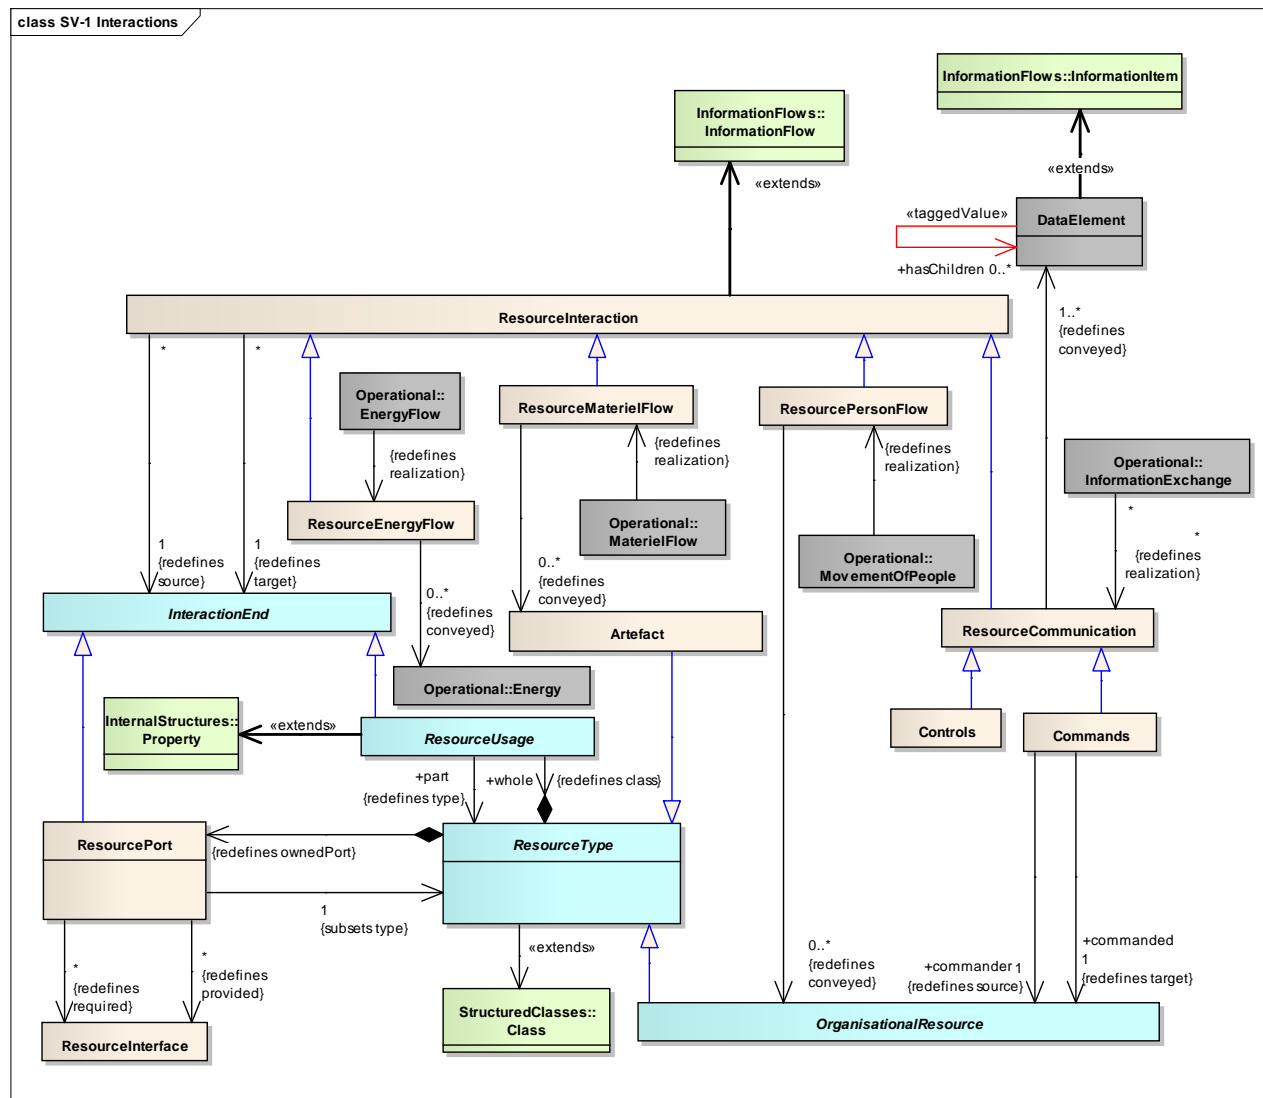 class SV-1 Interactions
InformationFlows::InformationItem
InformationFlows::
InformationFlow
«extends»
«extends»
«taggedValue»
DataElement
+hasChildren 0..*
ResourceInteraction
1..*
{redefines
conveyed}
*
*
Operational::
EnergyFlow
ResourceMaterielFlow
ResourcePersonFlow
{redefines
realization}
{redefines
realization}
{redefines
realization}
Operational::
InformationExchange
ResourceEnergyFlow
Operational::
MaterielFlow
Operational::
MovementOfPeople
*
*
{redefines
realization}
1
{redefines
source}
1
{redefines
target}
0..*
{redefines
conveyed}
0..*
{redefines
conveyed}
InteractionEnd
Artefact
ResourceCommunication
Operational::Energy
InternalStructures::
Property
«extends»
ResourceUsage
Controls
Commands
+part
{redefines type}
+whole
{redefines class}
ResourcePort
{redefines ownedPort}
ResourceType
1
{subsets type}
«extends»
*
{redefines
required}
*
{redefines
provided}
0..*
{redefines
conveyed}
+commander 1
{redefines source}
+commanded
1
{redefines target}
StructuredClasses::
Class
OrganisationalResource
ResourceInterface